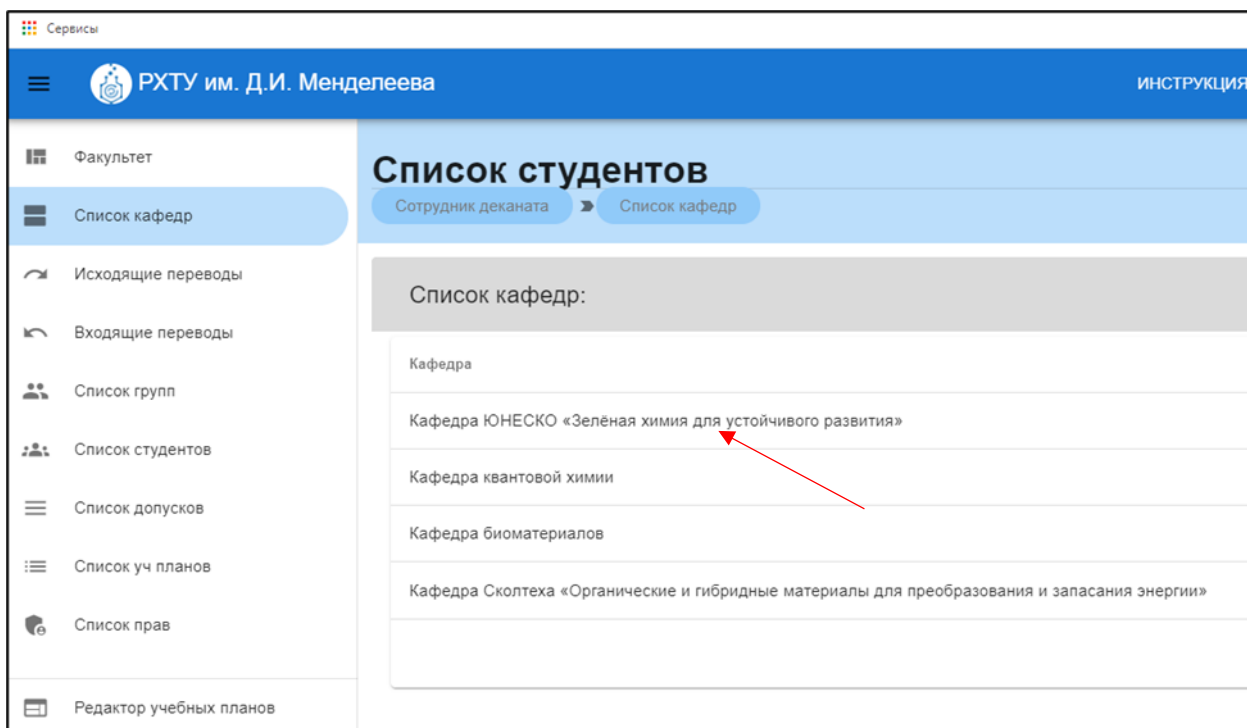 Сервисы
РХТУ им. Д.И. Менделеева
ИНСТРУКЦИЯ
Факультет
Список кафедр
Исходящие переводы
Входящие переводы
Список групп
Список студентов
Список допусков
Список уч планов
Список прав
Редактор учебных планов
Список студентов
Сотрудник деканата Список кафедр
Список кафедр:
Кафедра
Кафедра ЮНЕСКО «Зелёная химия для устойчивого развития»
Кафедра квантовой химии
Кафедра биоматериалов
Кафедра Сколтеха «Органические и гибридные материалы для преобразования и запасания энергии»